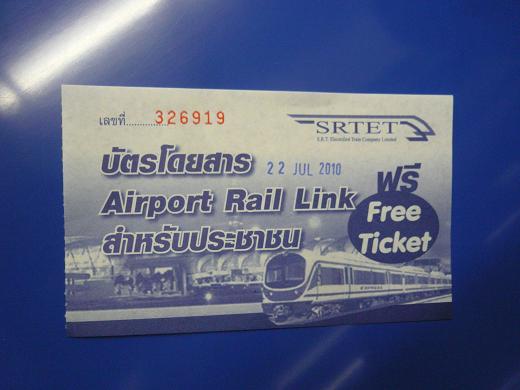 เลขที่................ 326919
SRTET
S.R.T. Electrified Train Company Limited
บัตรโดยสาร
22 JUL 2010
ฟรี
Airport Rail Link
Free
Ticket
สำหรับประชาชน
EXPRESS